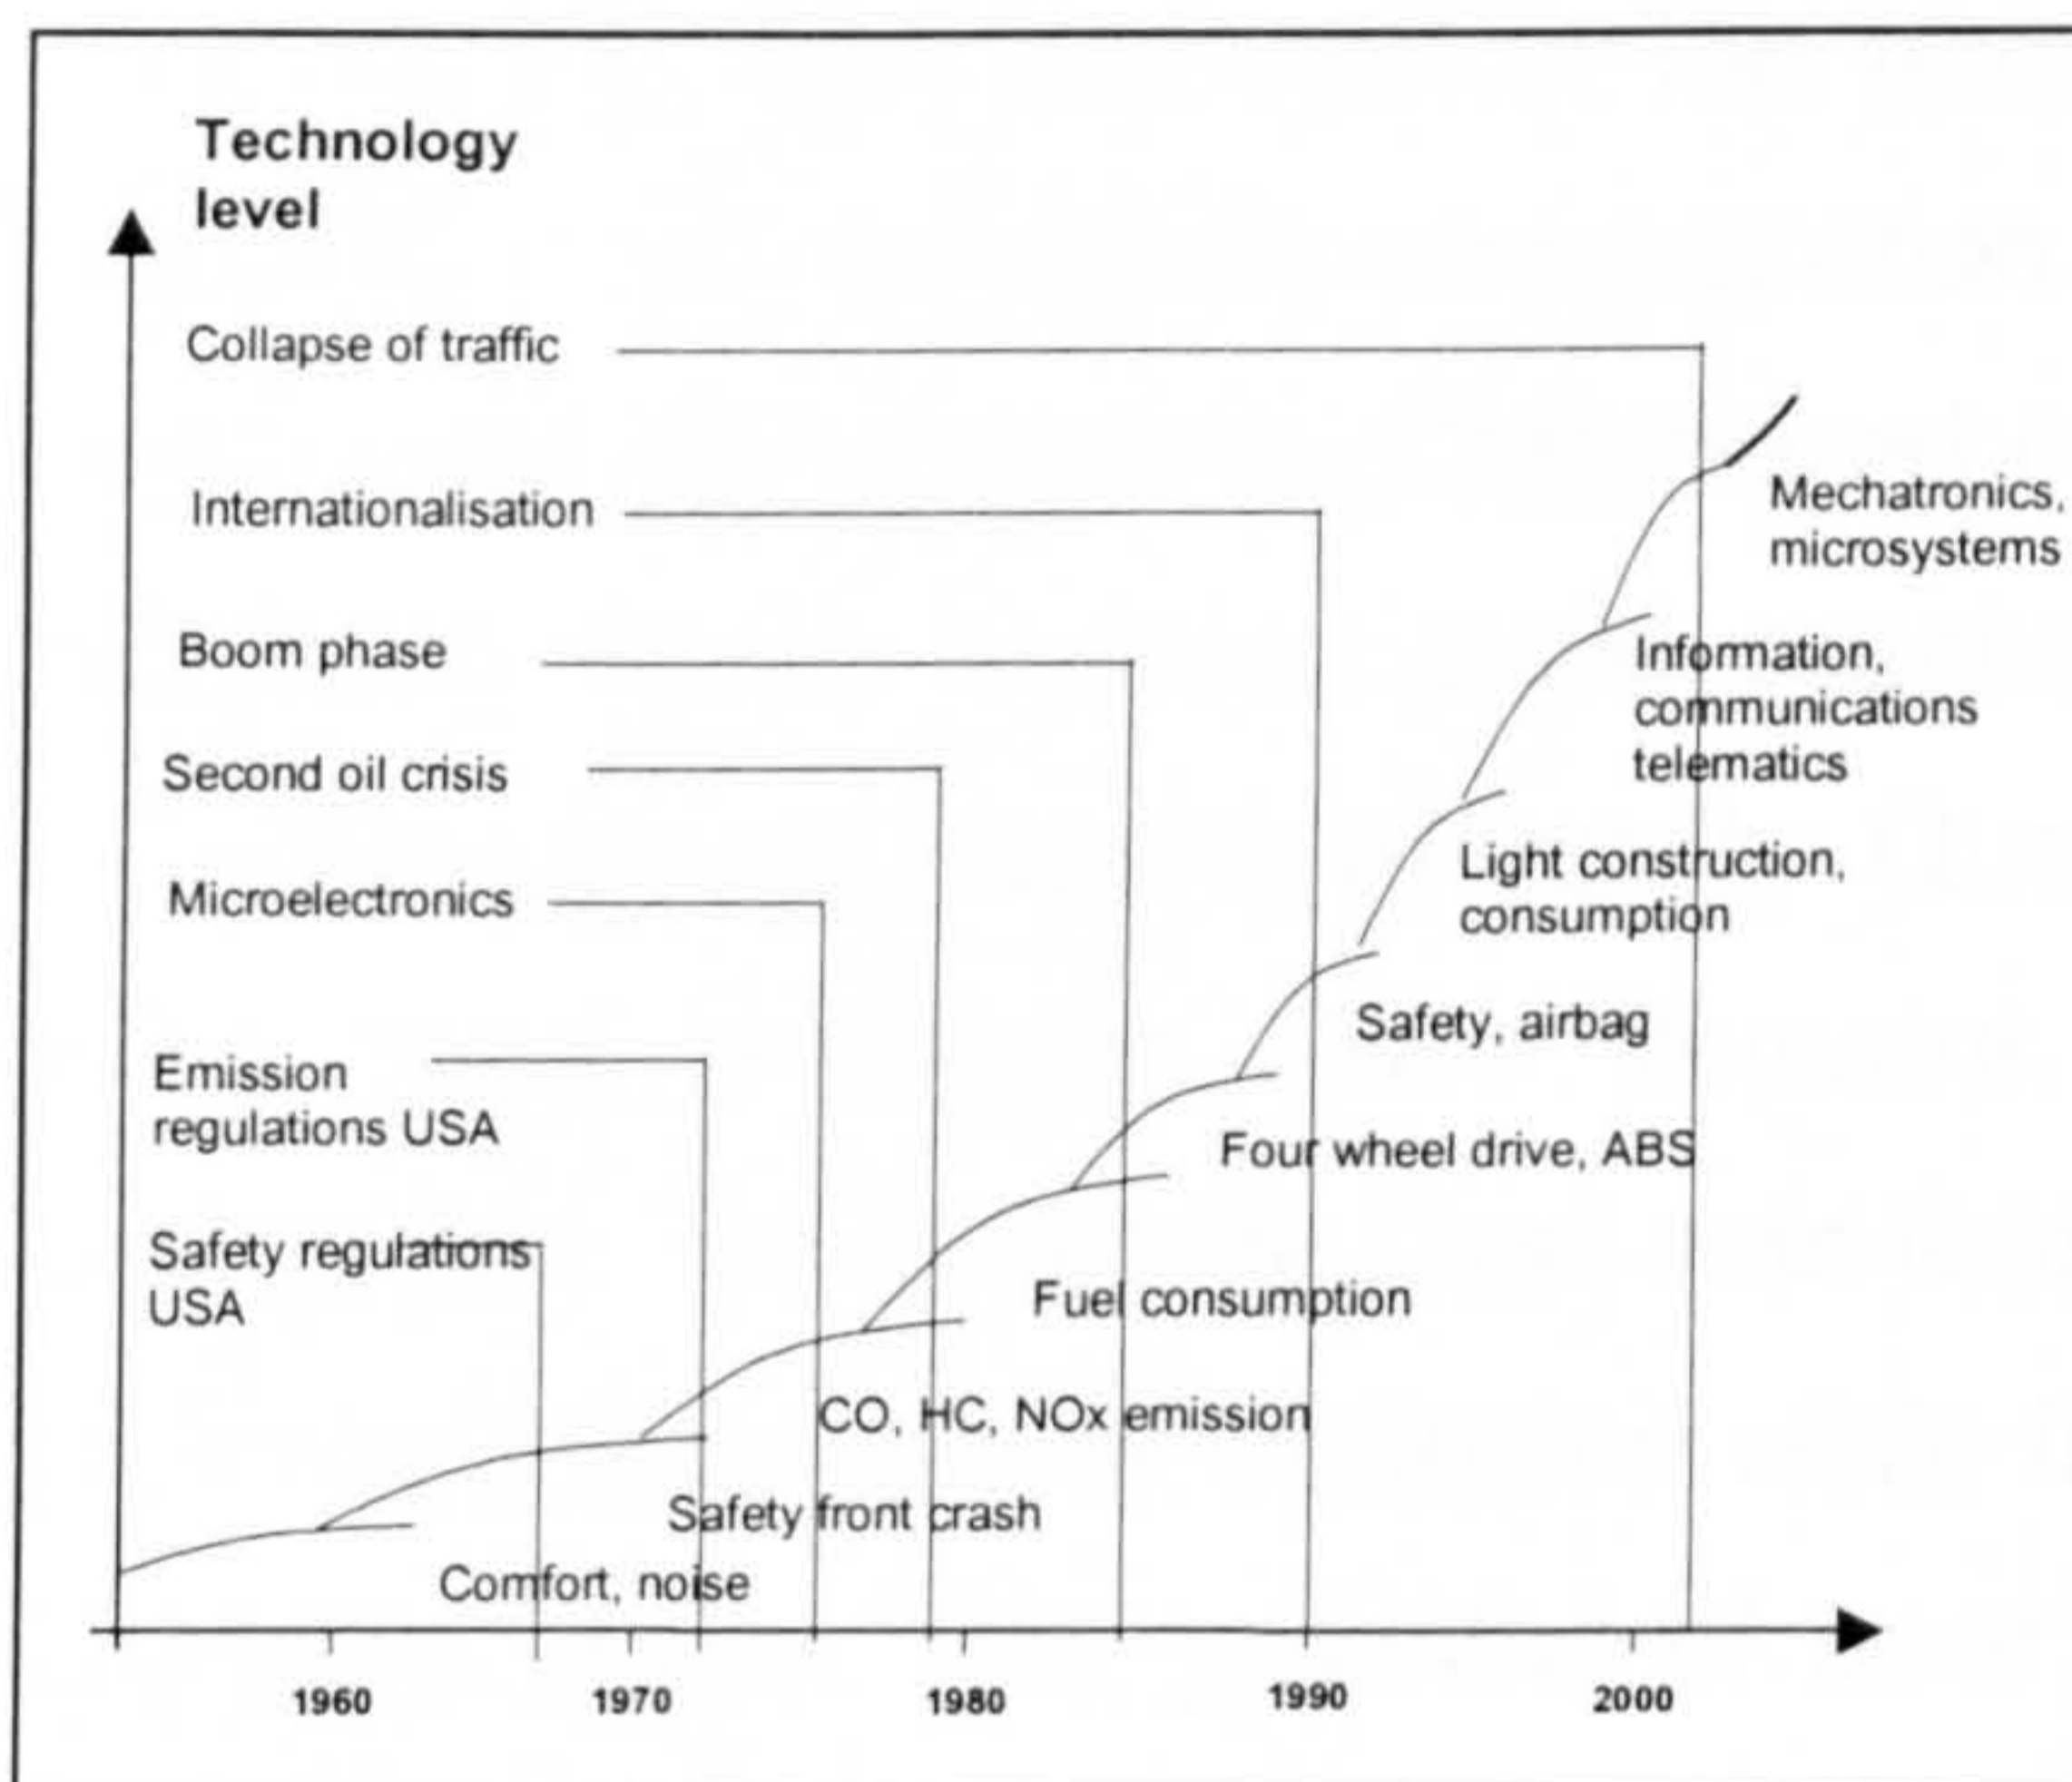 Technology
level
Collapse of traffic
Internationalisation
Boom phase
Second oil crisis
Microelectronics
Emission
regulations USA
Safety regulations
USA
Mechatronics,
microsystems
Information,
communications
telematics
Light construction,
consumption
Safety, airbag
Four wheel drive, ABS
Fuel consumption
CO, HC, NOx emission
Safety front crash
Comfort, noise
1960 1970 1980 1990 2000